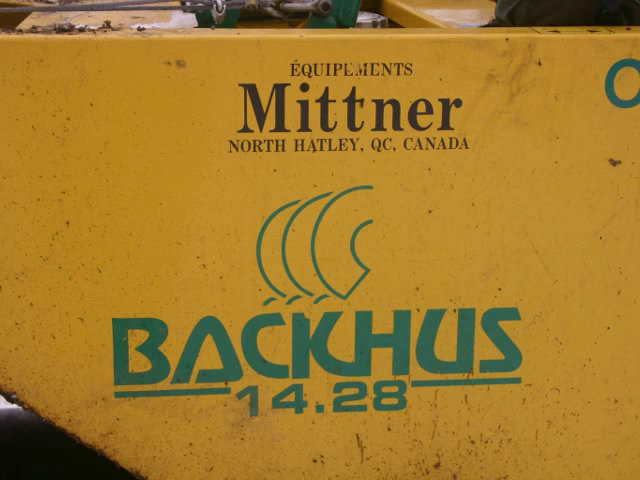 ÉQUIPEMENTS
Mittner
NORTH HATLEY, QC, CANADA
BACKHUS
14.28